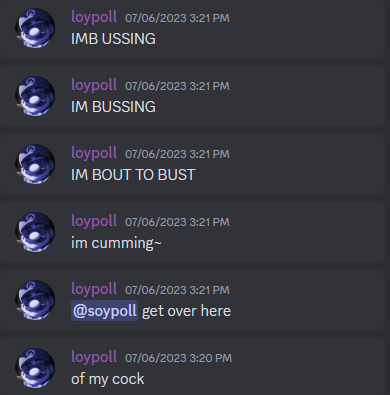 loypoll 07/06/2023 3:21 PM
IMB USSING
loypoll 07/06/2023 3:21 PM
IM BUSSING
loypoll 07/06/2023 3:21 PM
IM BOUT TO BUST
loypoll 07/06/2023 3:21 PM
im cumming~
loypoll 07/06/2023 3:21 PM
@soypoll get over here
loypoll 07/06/2023 3:20 PM
of my cock